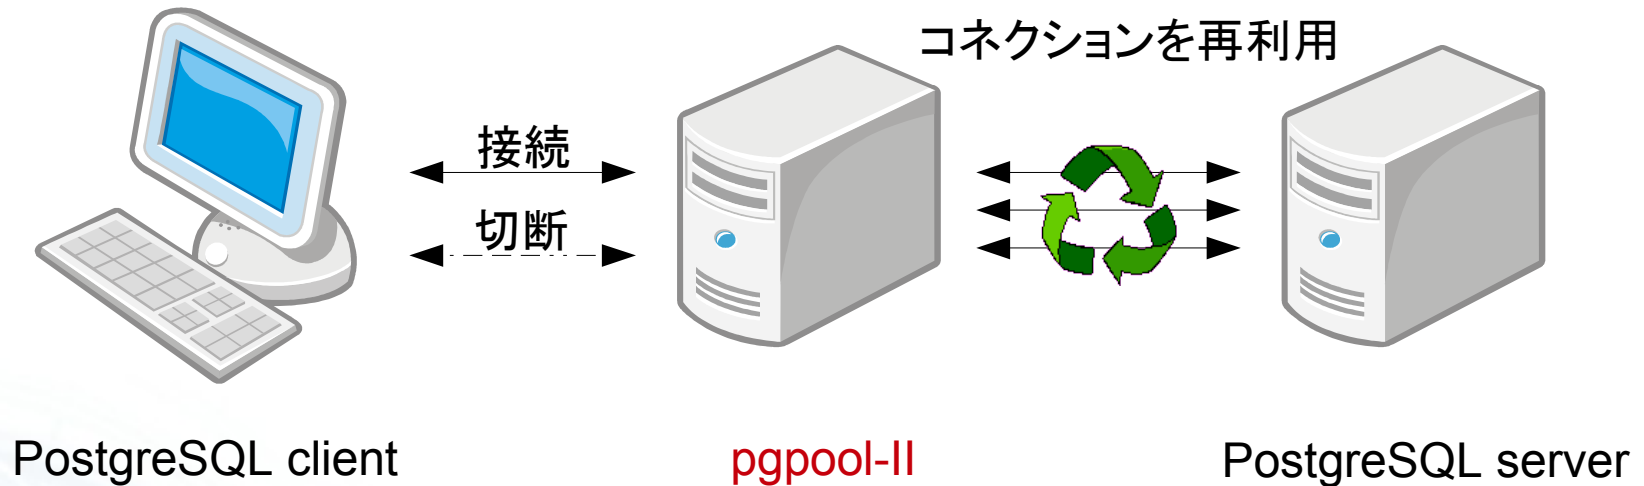 コネクションを再利用
接続
切断
PostgreSQL client
pgpool-II
PostgreSQL server